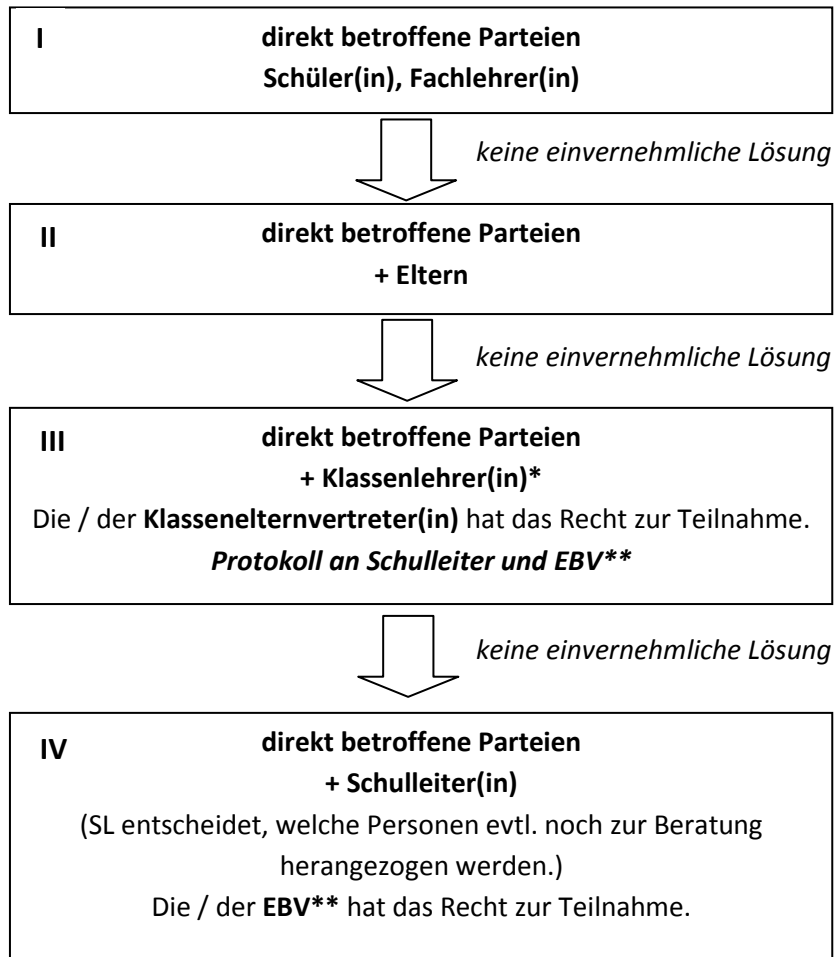 I direkt betroffene Parteien
Schüler(in), Fachlehrer(in)
keine einvernehmliche Lösung
II direkt betroffene Parteien
+ Eltern
keine einvernehmliche Lösung
III direkt betroffene Parteien
+ Klassenlehrer(in)*
Die / der Klassenelternvertreter(in) hat das Recht zur Teilnahme.
Protokoll an Schulleiter und EBV**
keine einvernehmliche Lösung
IV direkt betroffene Parteien
+ Schulleiter(in)
(SL entscheidet, welche Personen evtl. noch zur Beratung
herangezogen werden.)
Die / der EBV** hat das Recht zur Teilnahme.